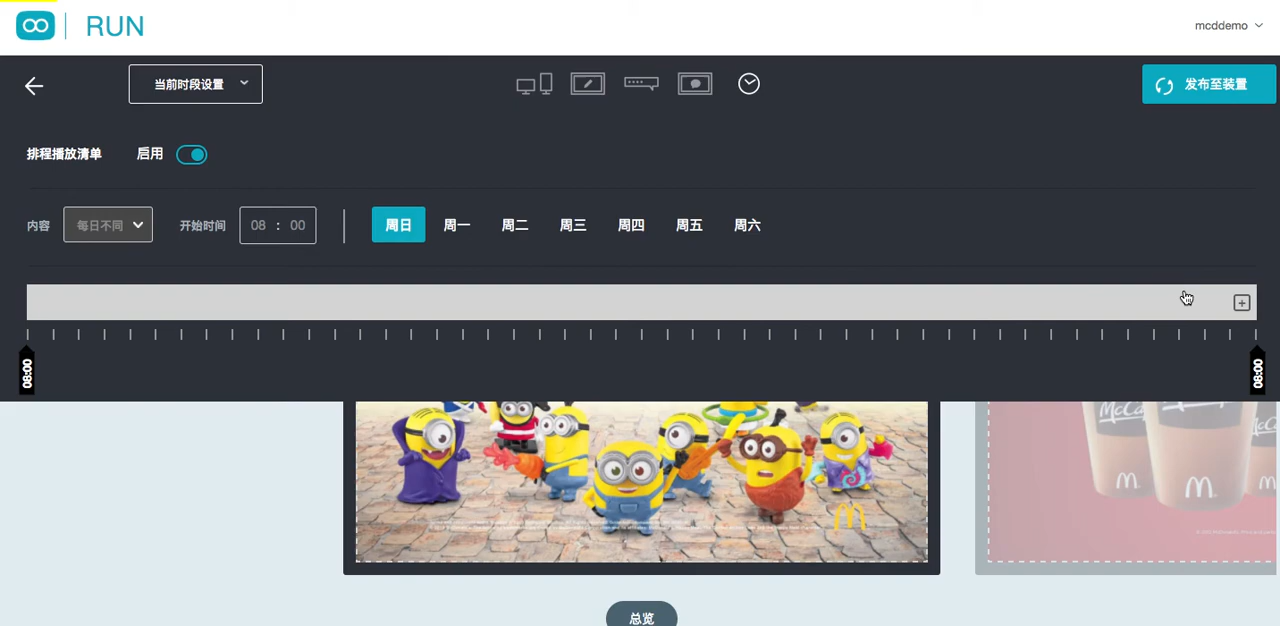 RUN
mcddemo
当前时段设置
发布至装置
排程播放清单 启用
内容 每日不同 开始时间 08 : 00 周日 周一 周二 周三 周四 周五 周六
08:00
08:00
McCa
总览